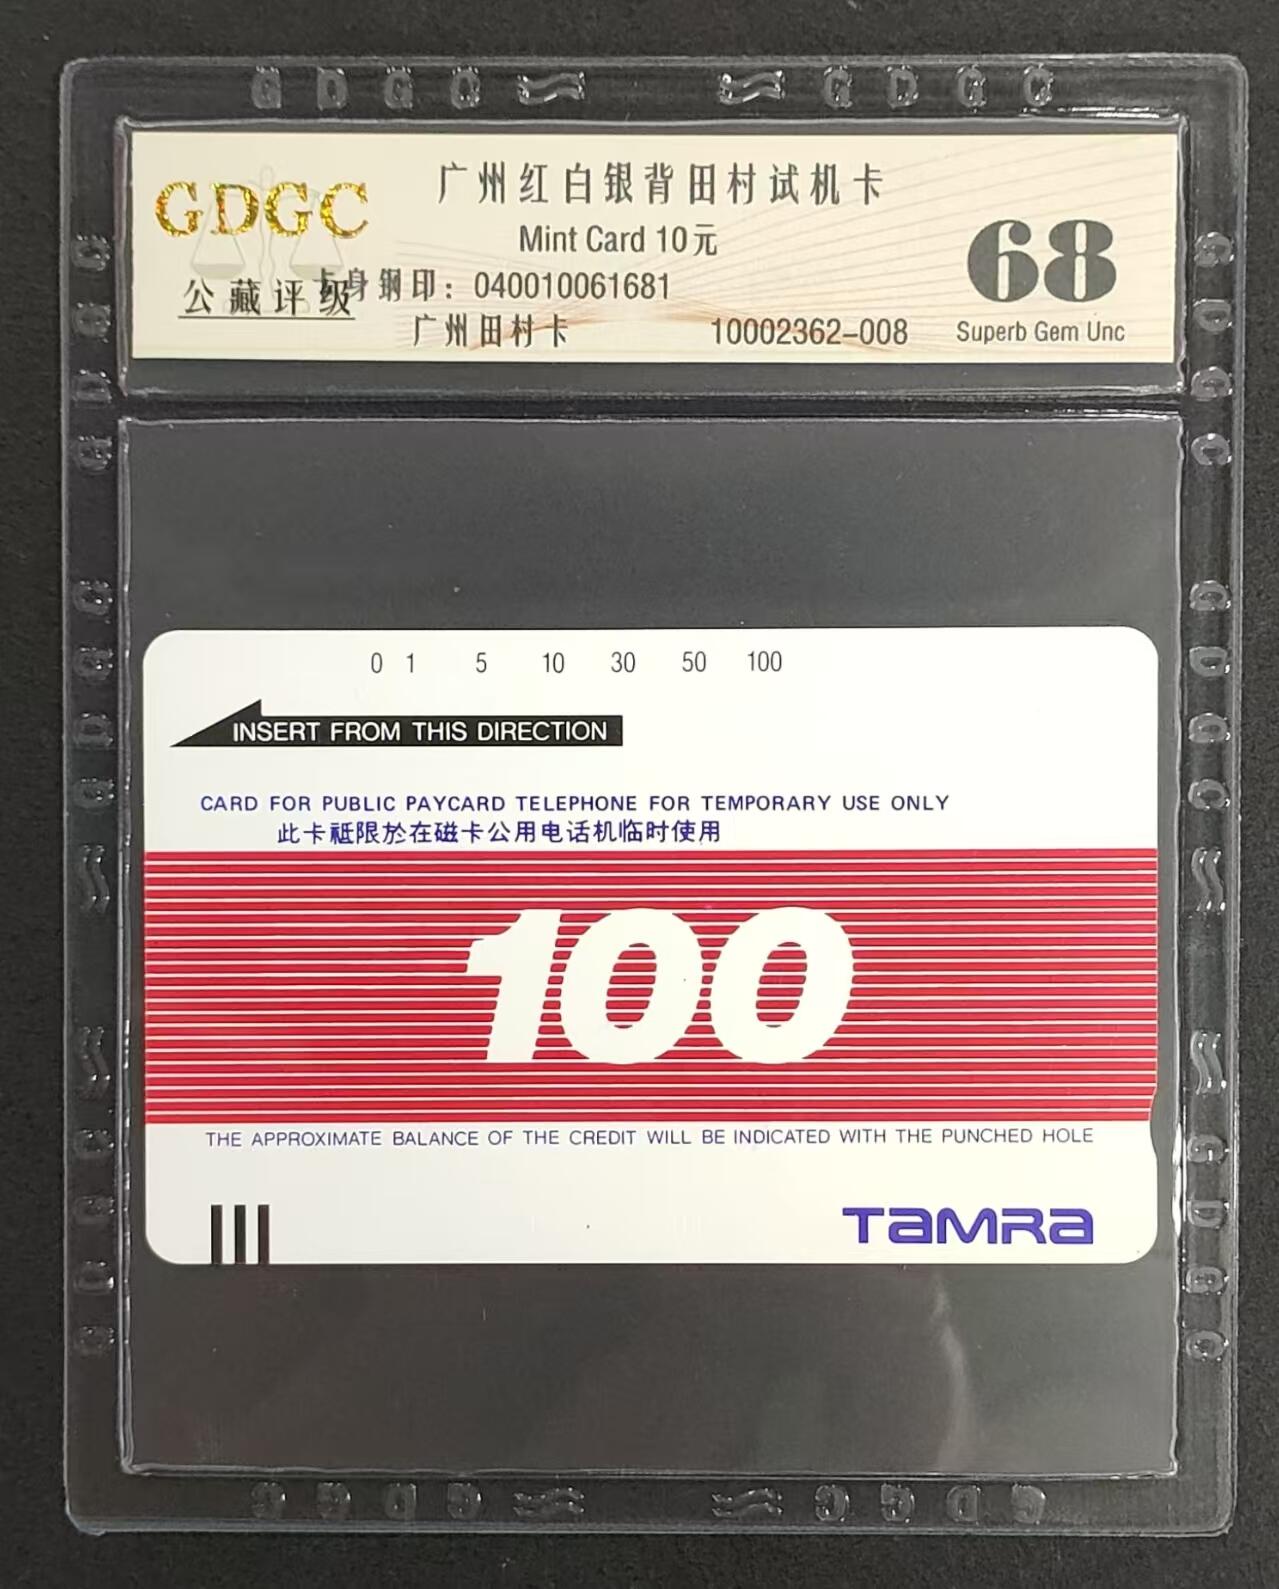 GDGC GDGC
GDGC
公藏评级
广州红白银背田村试机卡
Mint Card 10元
卡身钢印：040010061681
广州田村卡 10002362-008
68
Superb Gem Unc
0 1 5 10 30 50 100
INSERT FROM THIS DIRECTION
CARD FOR PUBLIC PAYCARD TELEPHONE FOR TEMPORARY USE ONLY
此卡祗限於在磁卡公用电话机临时使用
100
THE APPROXIMATE BALANCE OF THE CREDIT WILL BE INDICATED WITH THE PUNCHED HOLE
TAMRA